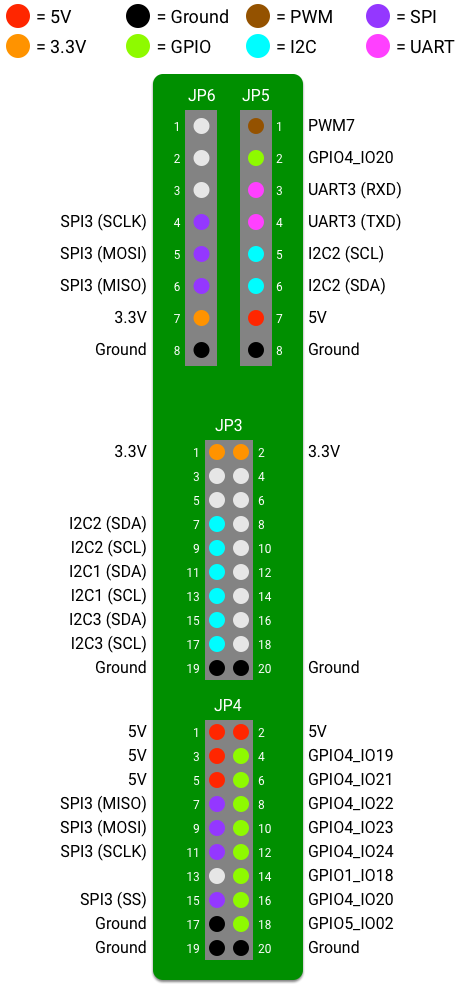 = 5V = Ground = PWM = SPI
= 3.3V = GPIO = I2C = UART
JP6 JP5
1 1 PWM7
2 2 GPIO4_IO20
3 3 UART3 (RXD)
SPI3 (SCLK) 4 4 UART3 (TXD)
SPI3 (MOSI) 5 5 I2C2 (SCL)
SPI3 (MISO) 6 6 I2C2 (SDA)
3.3V 7 7 5V
Ground 8 8 Ground
JP3
3.3V 1 2 3.3V
3 4
5 6
I2C2 (SDA) 7 8
I2C2 (SCL) 9 10
I2C1 (SDA) 11 12
I2C1 (SCL) 13 14
I2C3 (SDA) 15 16
I2C3 (SCL) 17 18
Ground 19 20 Ground
JP4
5V 1 2 5V
5V 3 4 GPIO4_IO19
5V 5 6 GPIO4_IO21
SPI3 (MISO) 7 8 GPIO4_IO22
SPI3 (MOSI) 9 10 GPIO4_IO23
SPI3 (SCLK) 11 12 GPIO4_IO24
13 14 GPIO1_IO18
SPI3 (SS) 15 16 GPIO4_IO20
Ground 17 18 GPIO5_IO02
Ground 19 20 Ground